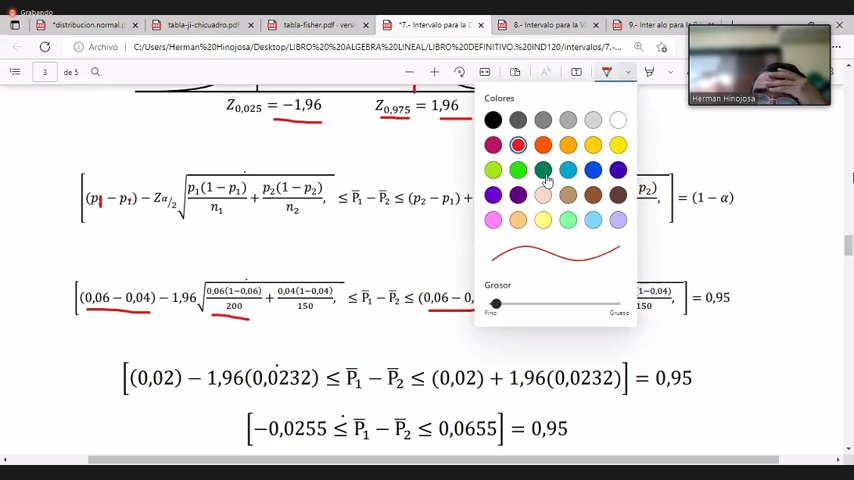 Grabando
*distribucion.normal.p
tabla-ji-chicuadro.pdf
tabla-fisher.pdf - versi
*7.- Intervalo para la D
8.- Intervalo para la V
9.- Inter alo para la
Archivo
C:/Users/Herman%20Hinojosa/Desktop/LIBRO%20%20ALGEBRA%20LINEAL/LIBRO%20DEFINITIVO.%20IND120/intervalos/7.-...
Herman Hinojosa
3 de 5
Colores
Z0,025 = −1,96 Z0,975 = 1,96
[(p1 − p1) − Zα/2 √(p1(1 − p1)/n1 + p2(1 − p2)/n2, ≤ P̅1 − P̅2 ≤ (p2 − p1) + p2) ] = (1 − α)
Grosor
Fino Grueso
[(0,06 − 0,04) − 1,96 √(0,06(1−0,06)/200 + 0,04(1−0,04)/150, ≤ P̅1 − P̅2 ≤ (0,06 − 0, (1−0,04)/150, ] = 0,95
[(0,02) − 1,96(0,0232) ≤ P̅1 − P̅2 ≤ (0,02) + 1,96(0,0232)] = 0,95
[−0,0255 ≤ P̅1 − P̅2 ≤ 0,0655] = 0,95